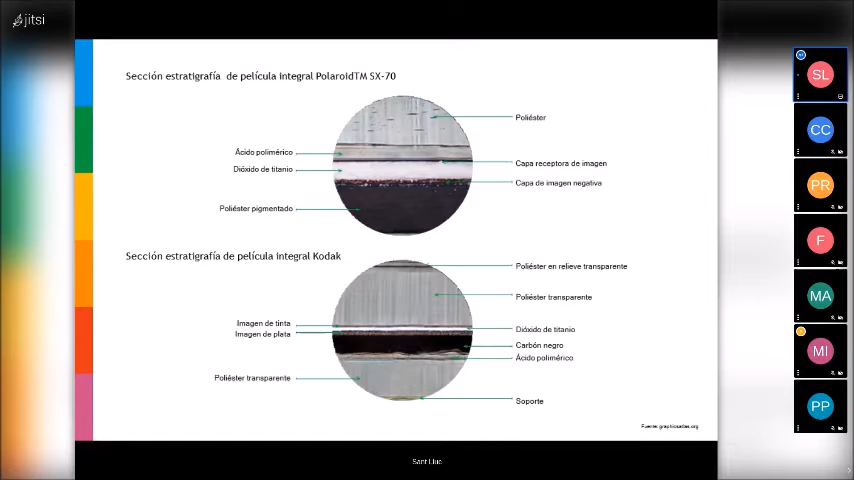 jitsi
Sección estratigrafía de película integral PolaroidTM SX-70
Poliéster
Ácido polimérico
Capa receptora de imagen
Dióxido de titanio
Capa de imagen negativa
Poliéster pigmentado
Sección estratigrafía de película integral Kodak
Poliéster en relieve transparente
Poliéster transparente
Imagen de tinta
Dióxido de titanio
Imagen de plata
Carbón negro
Ácido polimérico
Poliéster transparente
Soporte
Fuente: graphicsatlas.org
Sant Lluc
SL
CC
PR
F
MA
MI
PP